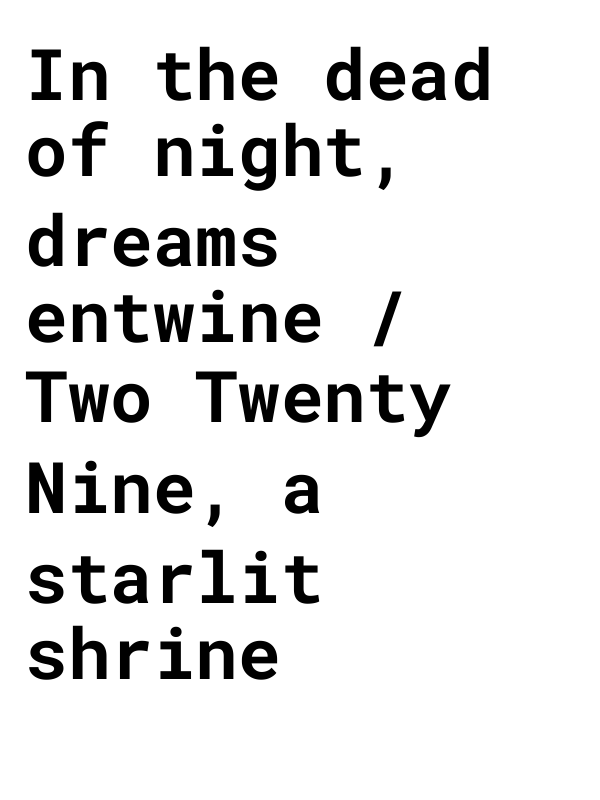 In the dead
of night,
dreams
entwine /
Two Twenty
Nine, a
starlit
shrine